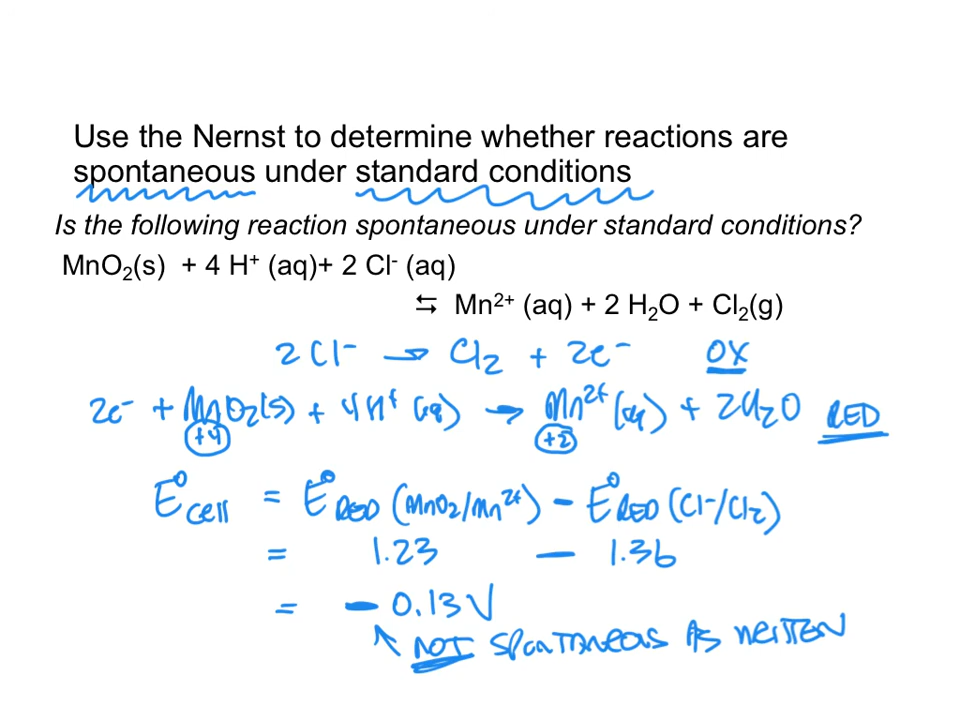 Use the Nernst to determine whether reactions are
spontaneous under standard conditions
Is the following reaction spontaneous under standard conditions?
MnO₂(s) + 4 H⁺ (aq)+ 2 Cl⁻ (aq)
⇆ Mn²⁺ (aq) + 2 H₂O + Cl₂(g)
2Cl⁻ → Cl₂ + 2e⁻ OX
2e⁻ + MnO₂(s) + 4H⁺ (aq) → Mn²⁺(aq) + 2H₂O RED
+4 +2
E°cell = E°RED (MnO₂/Mn²⁺) - E°RED (Cl⁻/Cl₂)
= 1.23 - 1.36
= - 0.13 V
↖ NOT SPONTANEOUS AS WRITTEN